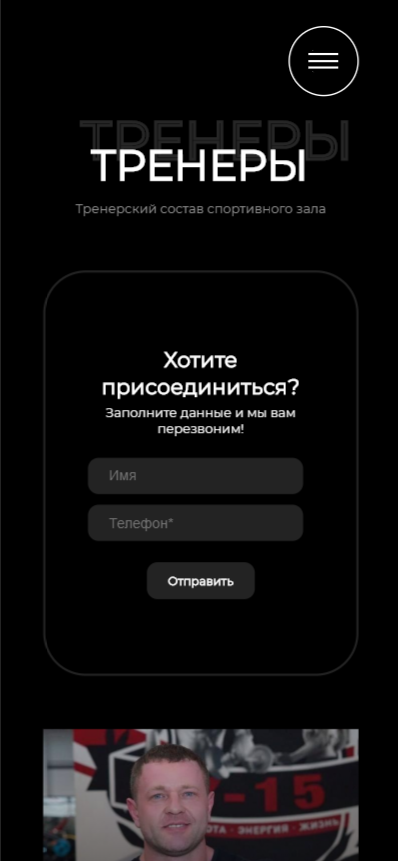 ТРЕНЕРЫ
ТРЕНЕРЫ
Тренерский состав спортивного зала
Хотите
присоединиться?
Заполните данные и мы вам
перезвоним!
Имя
Телефон*
Отправить
-15
ЭНЕРГИЯ • ЖИЗНЬ